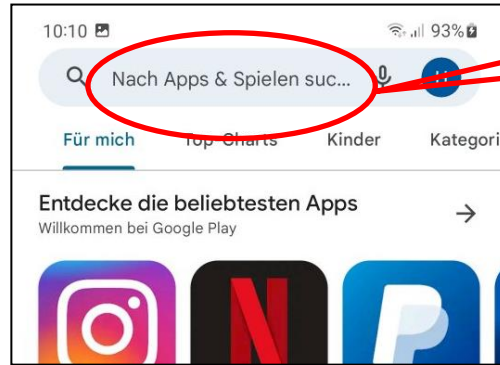 10:10 93%
Nach Apps & Spielen suc...
Für mich Top-Charts Kinder Kategori
Entdecke die beliebtesten Apps
Willkommen bei Google Play